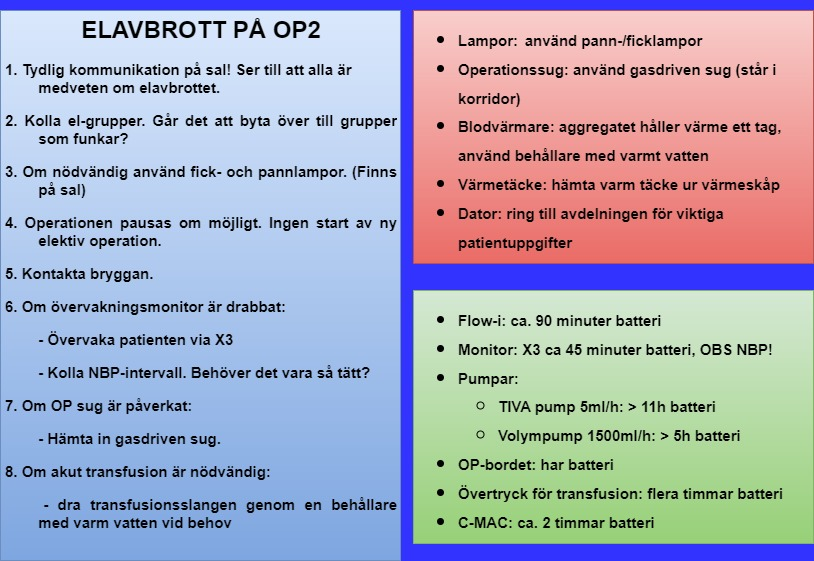 ELAVBROTT PÅ OP2
1. Tydlig kommunikation på sal! Ser till att alla är
medveten om elavbrottet.
2. Kolla el-grupper. Går det att byta över till grupper
som funkar?
3. Om nödvändig använd fick- och pannlampor. (Finns
på sal)
4. Operationen pausas om möjligt. Ingen start av ny
elektiv operation.
5. Kontakta bryggan.
6. Om övervakningsmonitor är drabbat:
- Övervaka patienten via X3
- Kolla NBP-intervall. Behöver det vara så tätt?
7. Om OP sug är påverkat:
- Hämta in gasdriven sug.
8. Om akut transfusion är nödvändig:
- dra transfusionsslangen genom en behållare
med varm vatten vid behov
• Lampor: använd pann-/ficklampor
• Operationssug: använd gasdriven sug (står i
korridor)
• Blodvärmare: aggregatet håller värme ett tag,
använd behållare med varmt vatten
• Värmetäcke: hämta varm täcke ur värmeskåp
• Dator: ring till avdelningen för viktiga
patientuppgifter
• Flow-i: ca. 90 minuter batteri
• Monitor: X3 ca 45 minuter batteri, OBS NBP!
• Pumpar:
○ TIVA pump 5ml/h: > 11h batteri
○ Volympump 1500ml/h: > 5h batteri
• OP-bordet: har batteri
• Övertryck för transfusion: flera timmar batteri
• C-MAC: ca. 2 timmar batteri